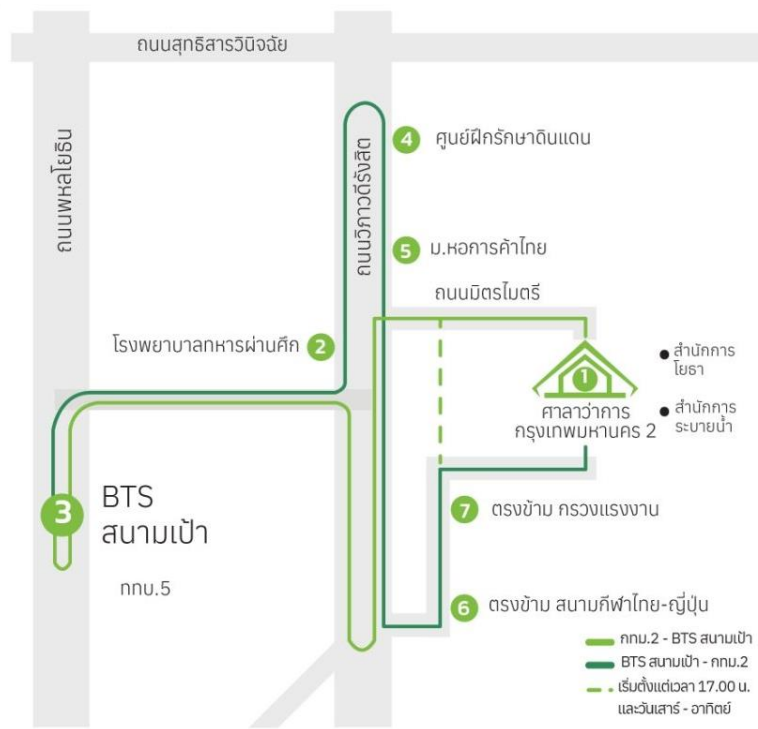 ถนนสุทธิสารวินิจฉัย
ถนนพหลโยธิน
ถนนวิภาวดีรังสิต
4 ศูนย์ฝึกรักษาดินแดน
5 ม.หอการค้าไทย
ถนนมิตรไมตรี
โรงพยาบาลทหารผ่านศึก 2
1
ศาลาว่าการ
กรุงเทพมหานคร 2
• สำนักการ
โยธา
• สำนักการ
ระบายน้ำ
3 BTS
สนามเป้า
ททบ.5
7 ตรงข้าม กรวงแรงงาน
6 ตรงข้าม สนามกีฬาไทย-ญี่ปุ่น
กทม.2 - BTS สนามเป้า
BTS สนามเป้า - กทม.2
เริ่มตั้งแต่เวลา 17.00 น.
และวันเสาร์ - อาทิตย์